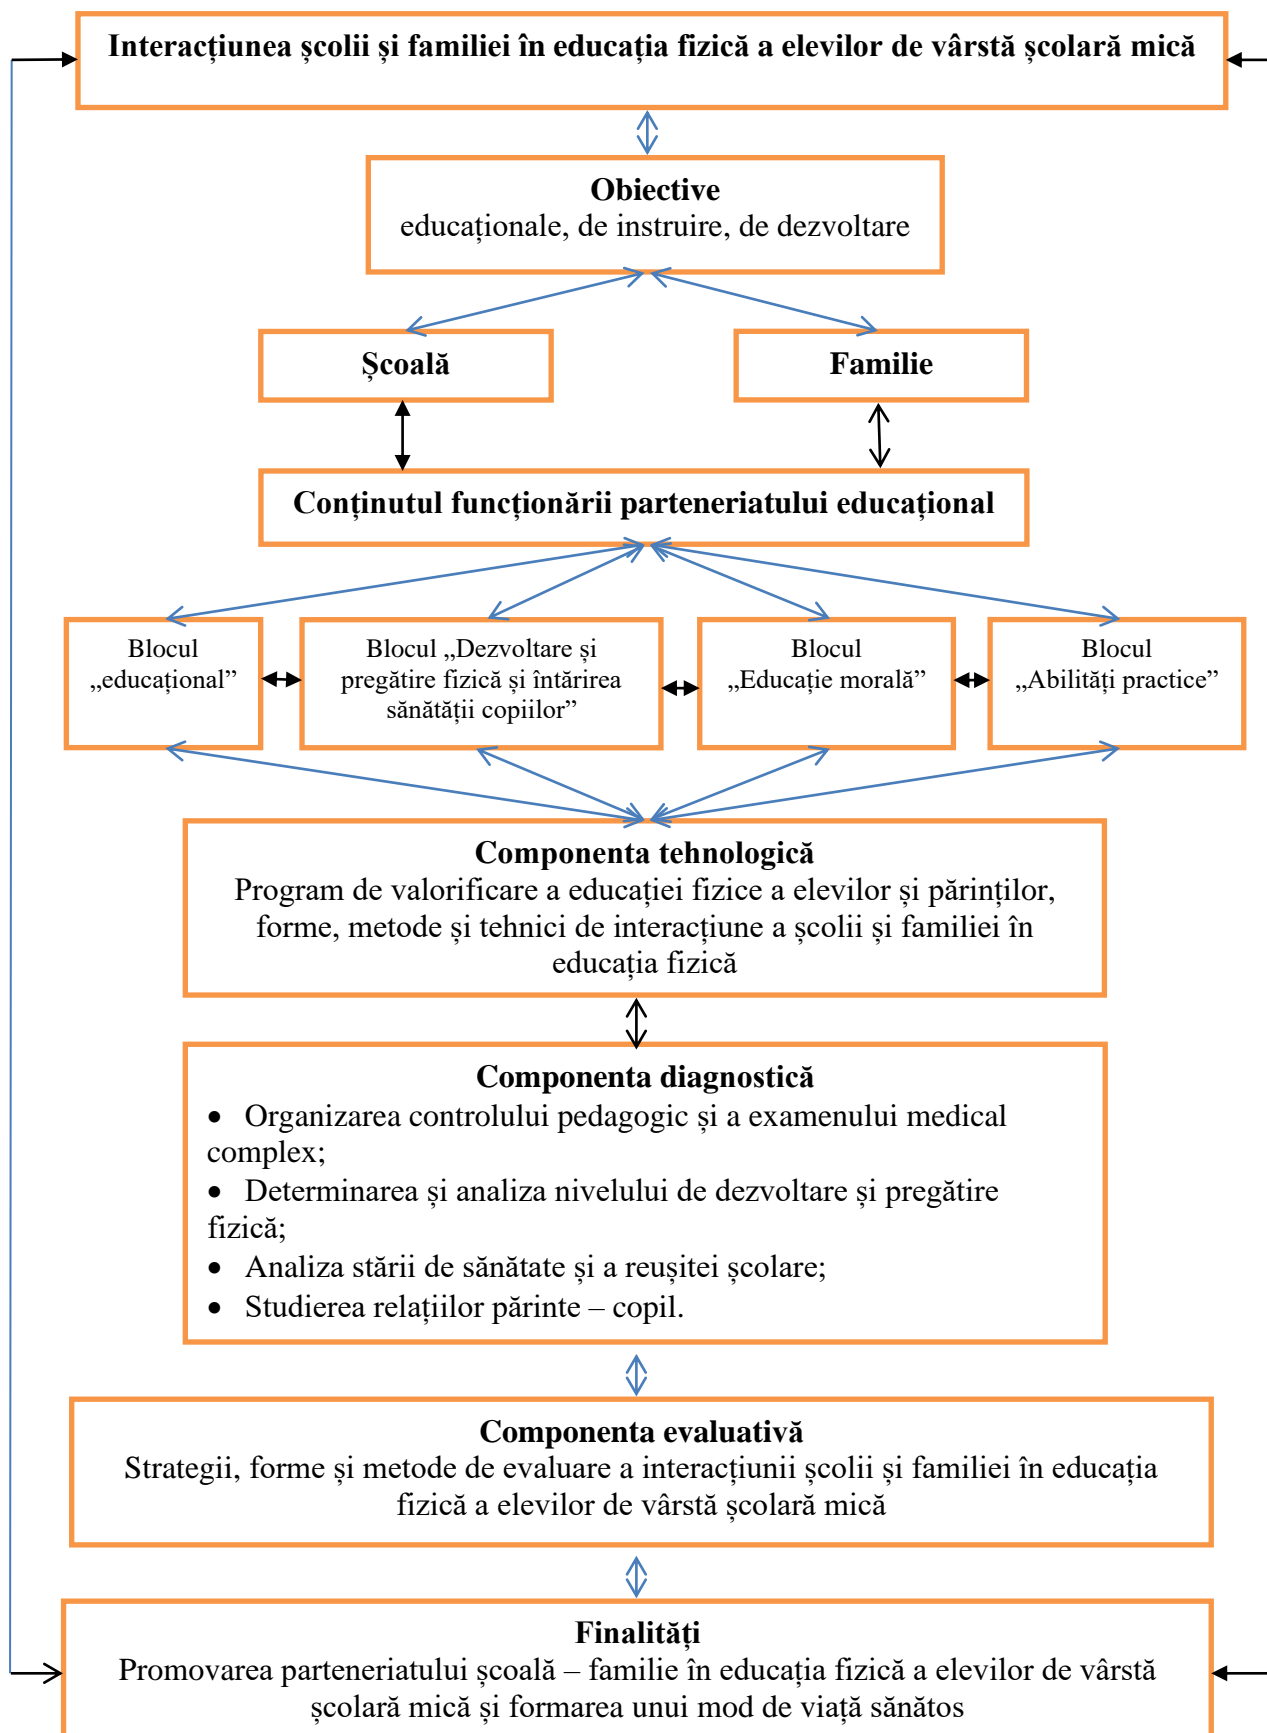 Interacțiunea școlii și familiei în educația fizică a elevilor de vârstă școlară mică
Obiective
educaționale, de instruire, de dezvoltare
Școală
Familie
Conținutul funcționării parteneriatului educațional
Blocul
„educațional”
Blocul „Dezvoltare și
pregătire fizică și întărirea
sănătății copiilor”
Blocul
„Educație morală”
Blocul
„Abilități practice”
Componenta tehnologică
Program de valorificare a educației fizice a elevilor și părinților,
forme, metode și tehnici de interacțiune a școlii și familiei în
educația fizică
Componenta diagnostică
• Organizarea controlului pedagogic și a examenului medical
complex;
• Determinarea și analiza nivelului de dezvoltare și pregătire
fizică;
• Analiza stării de sănătate și a reușitei școlare;
• Studierea relațiilor părinte – copil.
Componenta evaluativă
Strategii, forme și metode de evaluare a interacțiunii școlii și familiei în educația
fizică a elevilor de vârstă școlară mică
Finalități
Promovarea parteneriatului școală – familie în educația fizică a elevilor de vârstă
școlară mică și formarea unui mod de viață sănătos